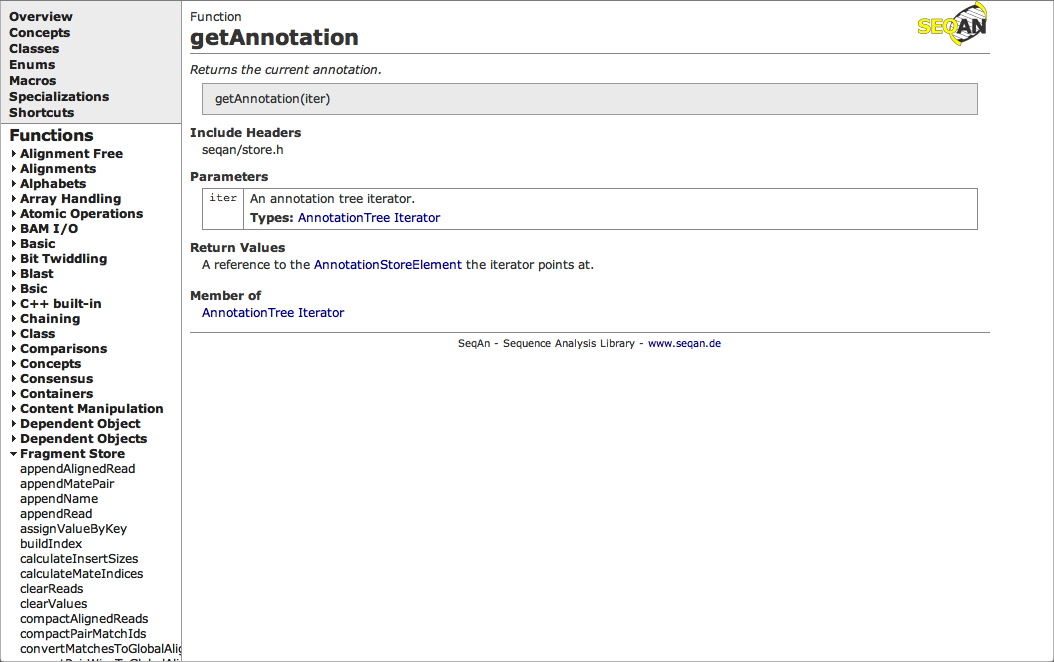 Overview
Concepts
Classes
Enums
Macros
Specializations
Shortcuts
Functions
Alignment Free
Alignments
Alphabets
Array Handling
Atomic Operations
BAM I/O
Basic
Bit Twiddling
Blast
Bsic
C++ built-in
Chaining
Class
Comparisons
Concepts
Consensus
Containers
Content Manipulation
Dependent Object
Dependent Objects
Fragment Store
appendAlignedRead
appendMatePair
appendName
appendRead
assignValueByKey
buildIndex
calculateInsertSizes
calculateMateIndices
clearReads
clearValues
compactAlignedReads
compactPairMatchIds
convertMatchesToGlobalAlig
Function
SEQAN
getAnnotation
Returns the current annotation.
getAnnotation(iter)
Include Headers
seqan/store.h
Parameters
iter An annotation tree iterator.
Types: AnnotationTree Iterator
Return Values
A reference to the AnnotationStoreElement the iterator points at.
Member of
AnnotationTree Iterator
SeqAn - Sequence Analysis Library - www.seqan.de